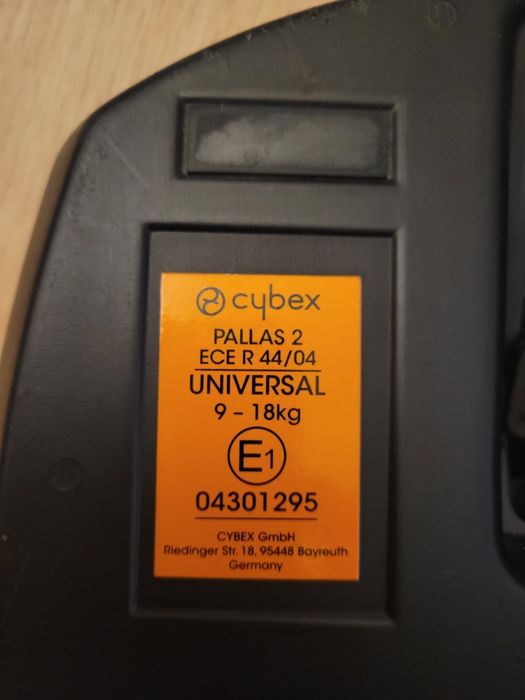 cybex
PALLAS 2
ECE R 44/04
UNIVERSAL
9 – 18kg
E1
04301295
CYBEX GmbH
Riedinger Str. 18, 95448 Bayreuth
Germany